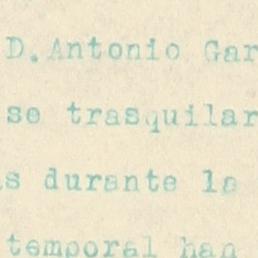 D. Antonio Gar
se trasquilar
s durante la
temporal han